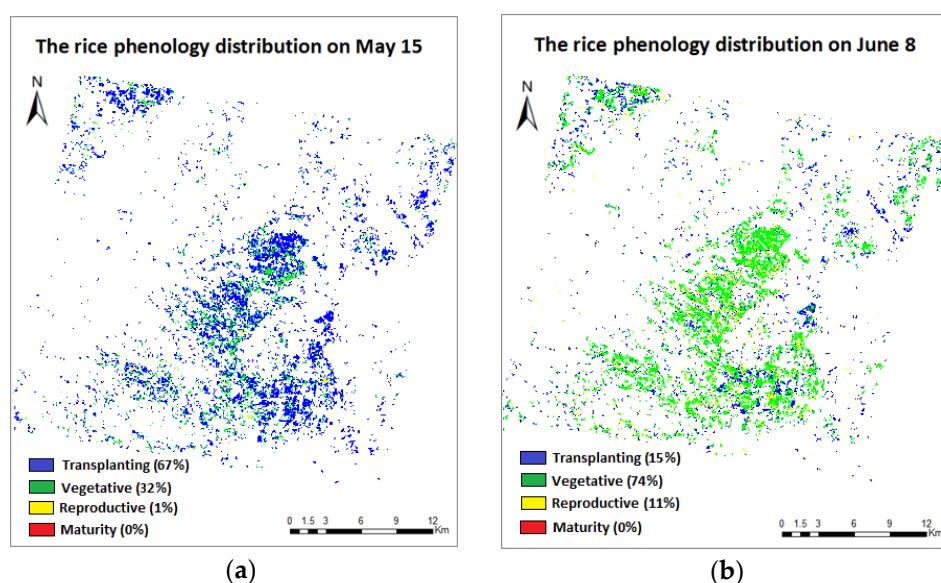 The rice phenology distribution on May 15
N
Transplanting (67%)
Vegetative (32%)
Reproductive (1%)
Maturity (0%)
0 1.5 3 6 9 12
Km
(a)
The rice phenology distribution on June 8
N
Transplanting (15%)
Vegetative (74%)
Reproductive (11%)
Maturity (0%)
0 1.5 3 6 9 12
Km
(b)